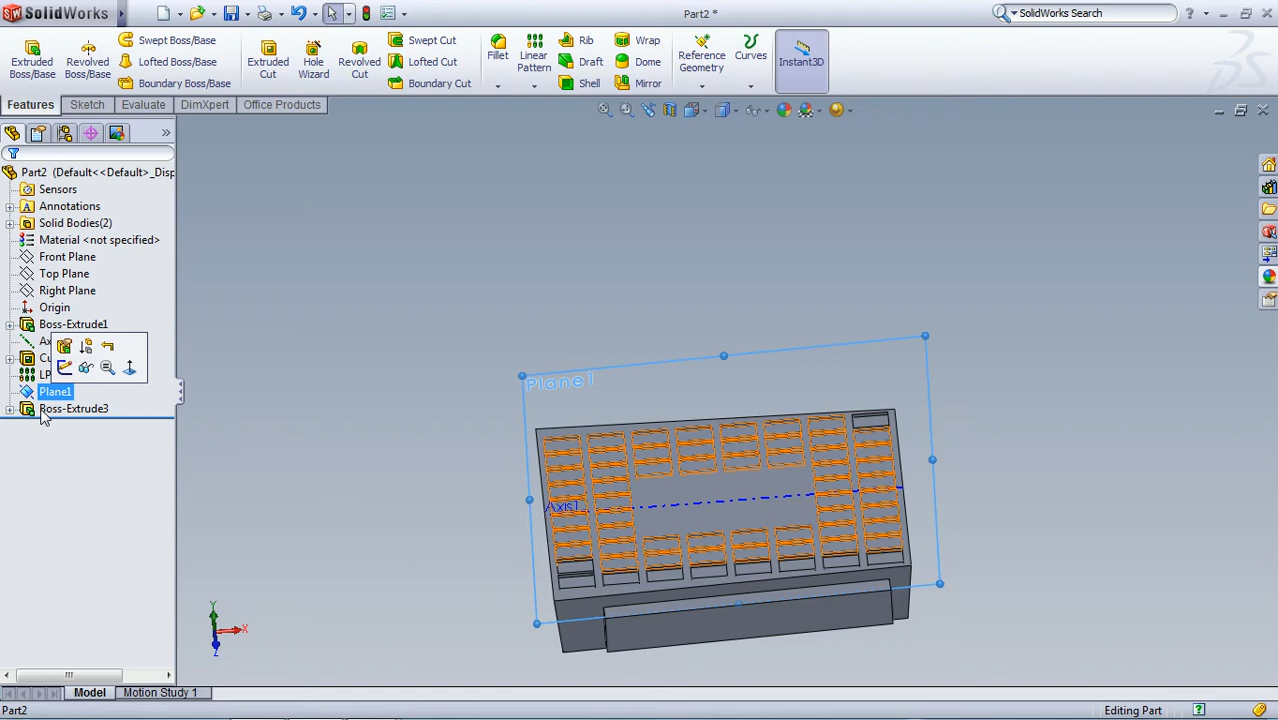 SolidWorks
Part2 *
SolidWorks Search
Extruded Boss/Base
Revolved Boss/Base
Swept Boss/Base
Lofted Boss/Base
Boundary Boss/Base
Extruded Cut
Hole Wizard
Revolved Cut
Swept Cut
Lofted Cut
Boundary Cut
Fillet
Linear Pattern
Rib
Draft
Shell
Wrap
Dome
Mirror
Reference Geometry
Curves
Instant3D
Features
Sketch
Evaluate
DimXpert
Office Products
Part2 (Default<<Default>_Disp
Sensors
Annotations
Solid Bodies(2)
Material <not specified>
Front Plane
Top Plane
Right Plane
Origin
Boss-Extrude1
Ax
Cu
LP
Plane1
Boss-Extrude3
Plane1
Axis1
Y
X
Z
Model
Motion Study 1
Part2
Editing Part